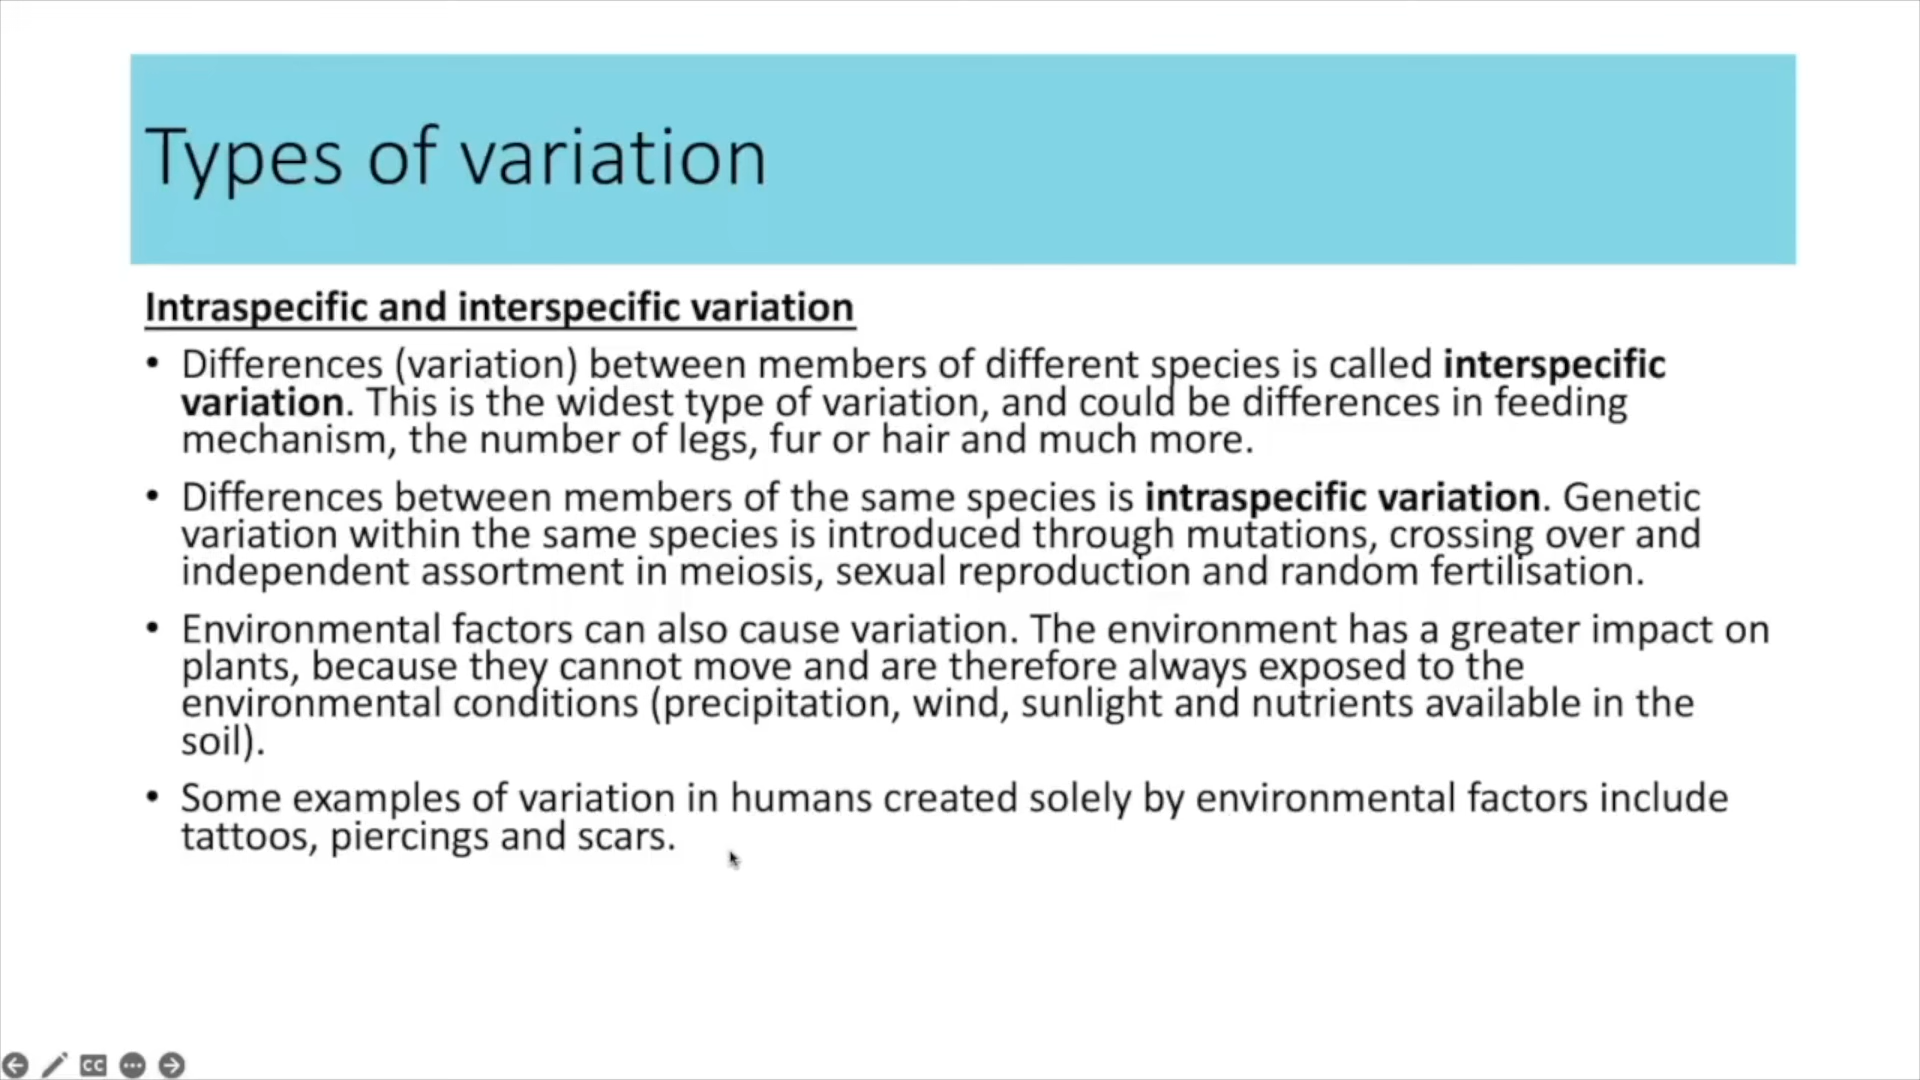 Types of variation
Intraspecific and interspecific variation
• Differences (variation) between members of different species is called interspecific
variation. This is the widest type of variation, and could be differences in feeding
mechanism, the number of legs, fur or hair and much more.
• Differences between members of the same species is intraspecific variation. Genetic
variation within the same species is introduced through mutations, crossing over and
independent assortment in meiosis, sexual reproduction and random fertilisation.
• Environmental factors can also cause variation. The environment has a greater impact on
plants, because they cannot move and are therefore always exposed to the
environmental conditions (precipitation, wind, sunlight and nutrients available in the
soil).
• Some examples of variation in humans created solely by environmental factors include
tattoos, piercings and scars.
CC